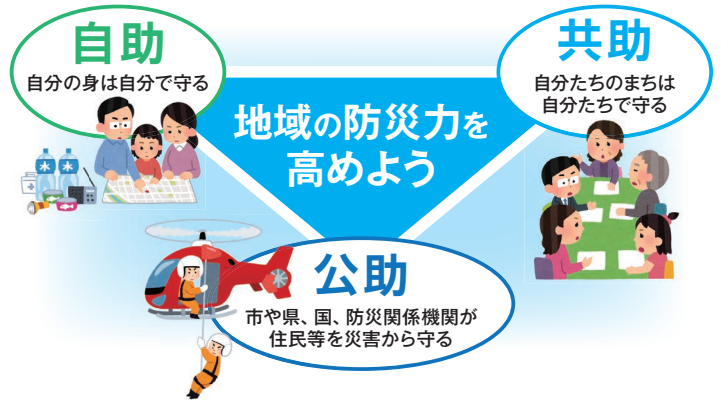 自助
自分の身は自分で守る
共助
自分たちのまちは
自分たちで守る
地域の防災力を
高めよう
水
水
公助
市や県、国、防災関係機関が
住民等を災害から守る